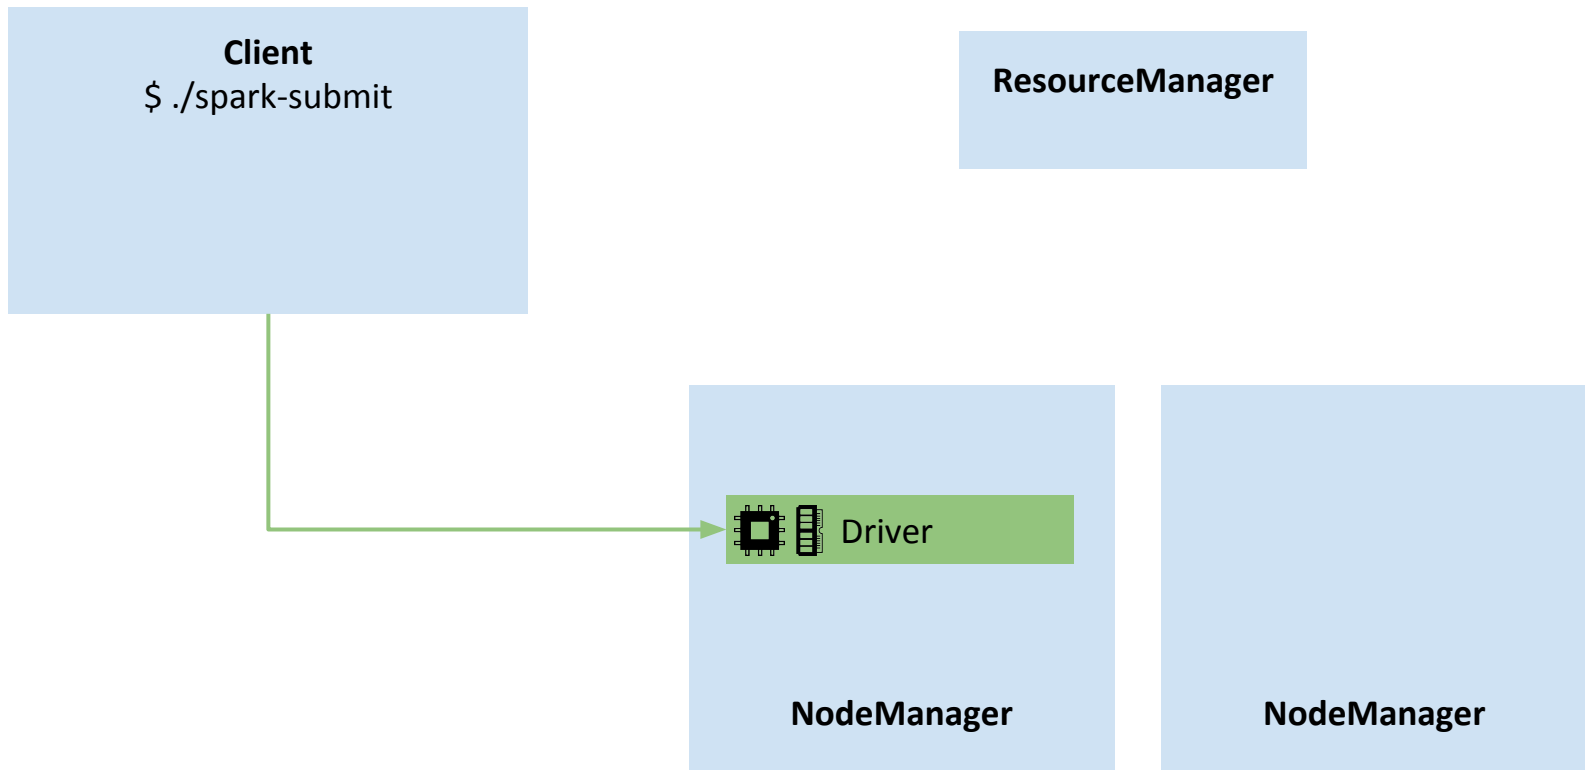 Client
$ ./spark-submit
ResourceManager
Driver
NodeManager
NodeManager